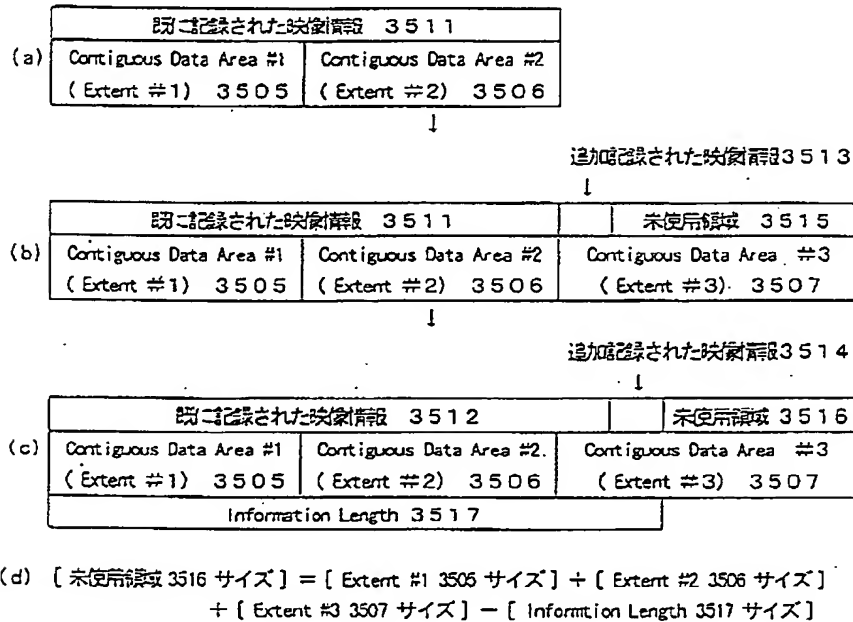 既に記録された映像情報 3511
(a) Contiguous Data Area #1 Contiguous Data Area #2
(Extent #1) 3505 (Extent #2) 3506
↓
追加記録された映像情報3513
↓
既に記録された映像情報 3511 未使用領域 3515
(b) Contiguous Data Area #1 Contiguous Data Area #2 Contiguous Data Area #3
(Extent #1) 3505 (Extent #2) 3506 (Extent #3) 3507
↓
追加記録された映像情報3514
↓
既に記録された映像情報 3512 未使用領域 3516
(c) Contiguous Data Area #1 Contiguous Data Area #2. Contiguous Data Area #3
(Extent #1) 3505 (Extent #2) 3506 (Extent #3) 3507
Information Length 3517
(d) [ 未使用領域 3516 サイズ ] = [ Extent #1 3505 サイズ ] + [ Extent #2 3506 サイズ ]
+ [ Extent #3 3507 サイズ ] − [ Informtion Length 3517 サイズ ]